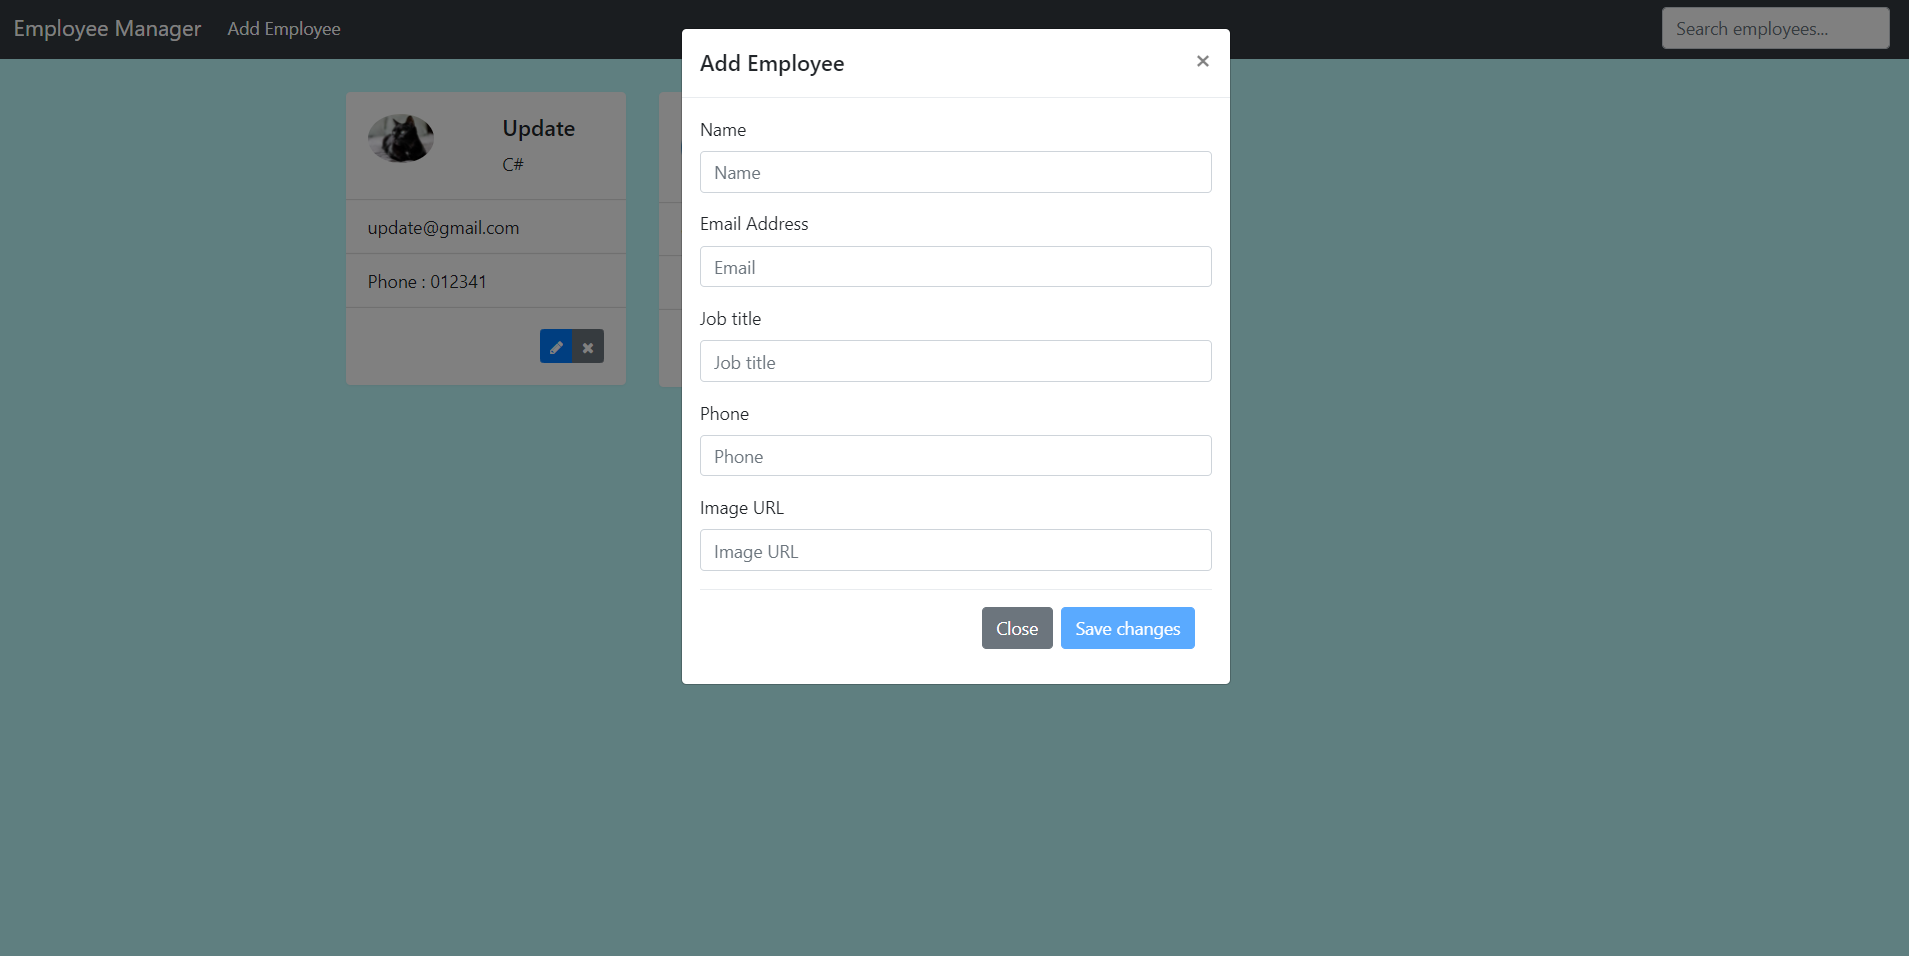 Employee Manager
Add Employee
Search employees...
Update
C#
update@gmail.com
Phone : 012341
Add Employee
×
Name
Name
Email Address
Email
Job title
Job title
Phone
Phone
Image URL
Image URL
Close
Save changes